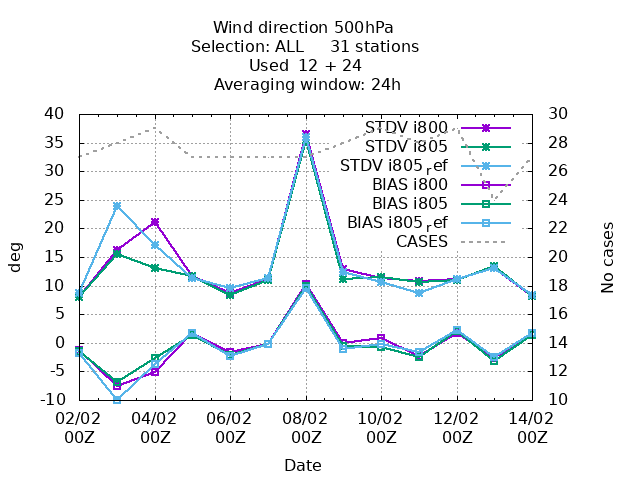 Wind direction 500hPa
Selection: ALL 31 stations
Used 12 + 24
Averaging window: 24h
40 30
35 28
30 26
25 24
20 22
15 20
10 18
5 16
0 14
-5 12
-10 10
deg
No cases
STDV i800
STDV i805
STDV i805ref
BIAS i800
BIAS i805
BIAS i805ref
CASES
02/02 04/02 06/02 08/02 10/02 12/02 14/02
00Z 00Z 00Z 00Z 00Z 00Z 00Z
Date